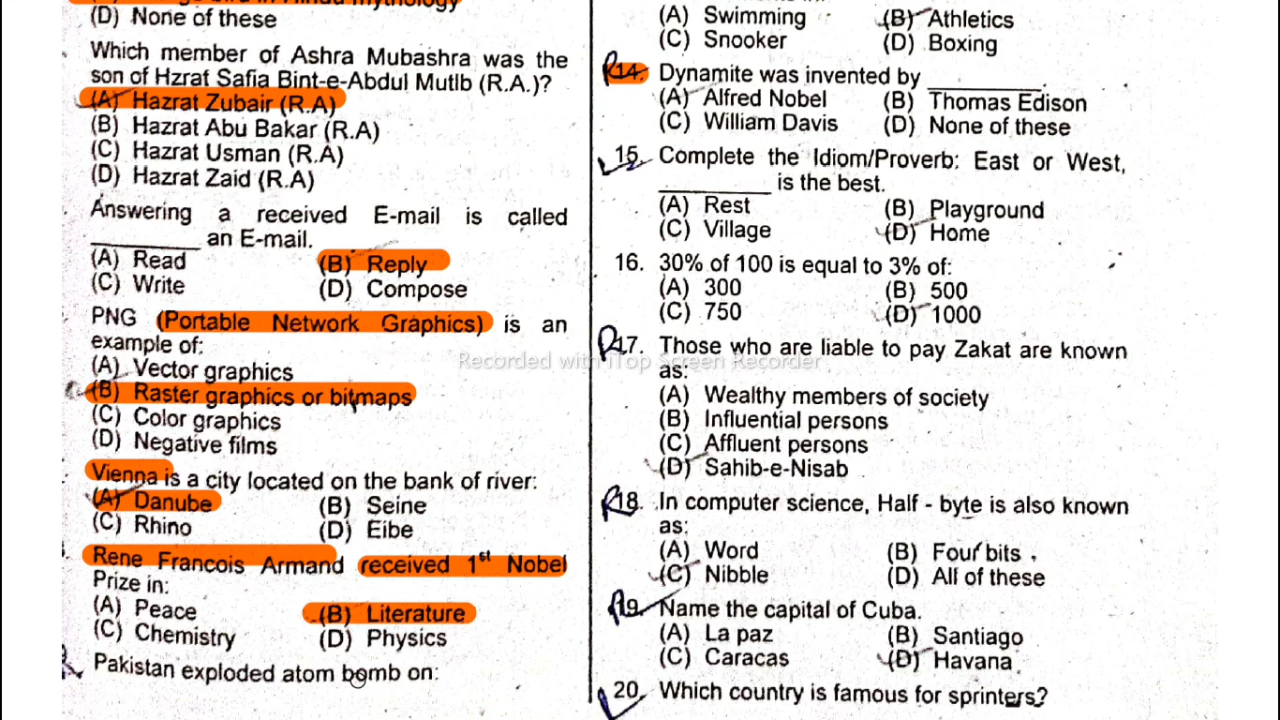 (D) None of these
Which member of Ashra Mubashra was the
son of Hzrat Safia Bint-e-Abdul Mutlb (R.A.)?
(A) Hazrat Zubair (R.A)
(B) Hazrat Abu Bakar (R.A)
(C) Hazrat Usman (R.A)
(D) Hazrat Zaid (R.A)
Answering a received E-mail is called
__________ an E-mail.
(A) Read (B) Reply
(C) Write (D) Compose
PNG (Portable Network Graphics) is an
example of:
(A) Vector graphics
(B) Raster graphics or bitmaps
(C) Color graphics
(D) Negative films
Vienna is a city located on the bank of river:
(A) Danube (B) Seine
(C) Rhino (D) Eibe
Rene Francois Armand received 1st Nobel
Prize in:
(A) Peace (B) Literature
(C) Chemistry (D) Physics
Pakistan exploded atom bomb on:
(A) Swimming (B) Athletics
(C) Snooker (D) Boxing
14. Dynamite was invented by __________.
(A) Alfred Nobel (B) Thomas Edison
(C) William Davis (D) None of these
15. Complete the Idiom/Proverb: East or West,
__________ is the best.
(A) Rest (B) Playground
(C) Village (D) Home
16. 30% of 100 is equal to 3% of:
(A) 300 (B) 500
(C) 750 (D) 1000
17. Those who are liable to pay Zakat are known
as:
(A) Wealthy members of society
(B) Influential persons
(C) Affluent persons
(D) Sahib-e-Nisab
18. In computer science, Half - byte is also known
as:
(A) Word (B) Four bits
(C) Nibble (D) All of these
19. Name the capital of Cuba.
(A) La paz (B) Santiago
(C) Caracas (D) Havana
20. Which country is famous for sprinters?
Recorded with iTop Screen Recorder